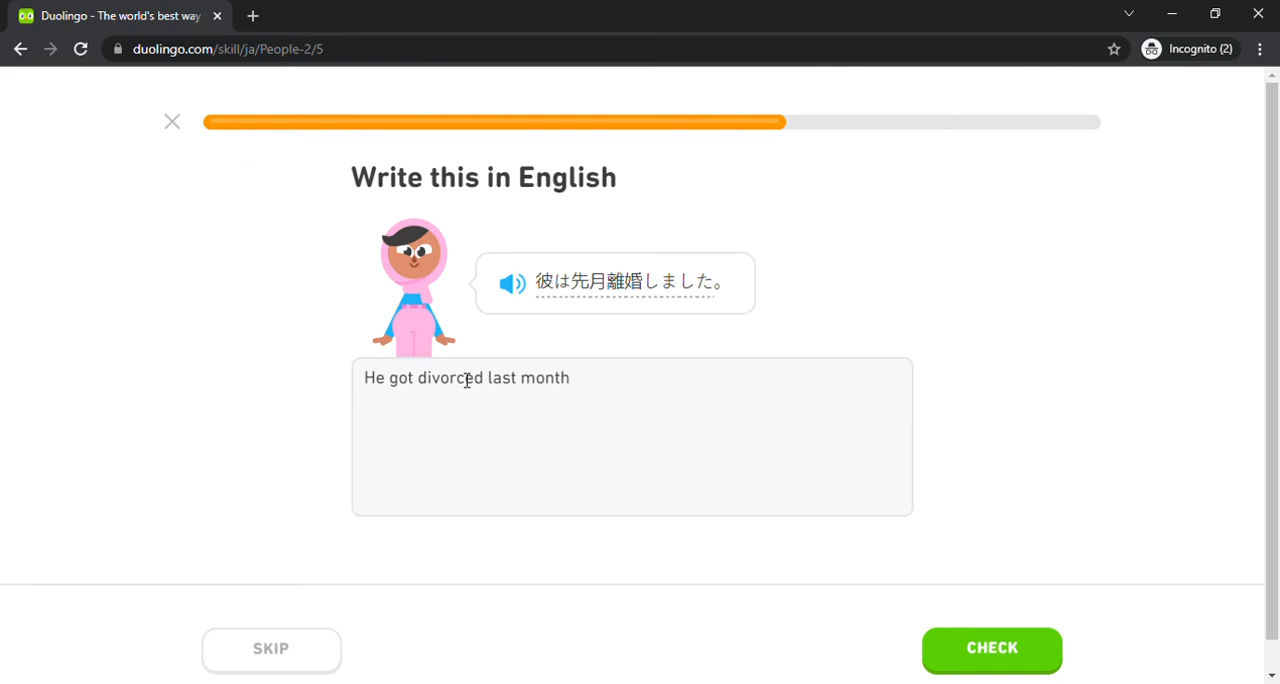 Duolingo - The world's best way
duolingo.com/skill/ja/People-2/5
Incognito (2)
Write this in English
彼は先月離婚しました。
He got divorced last month
SKIP
CHECK